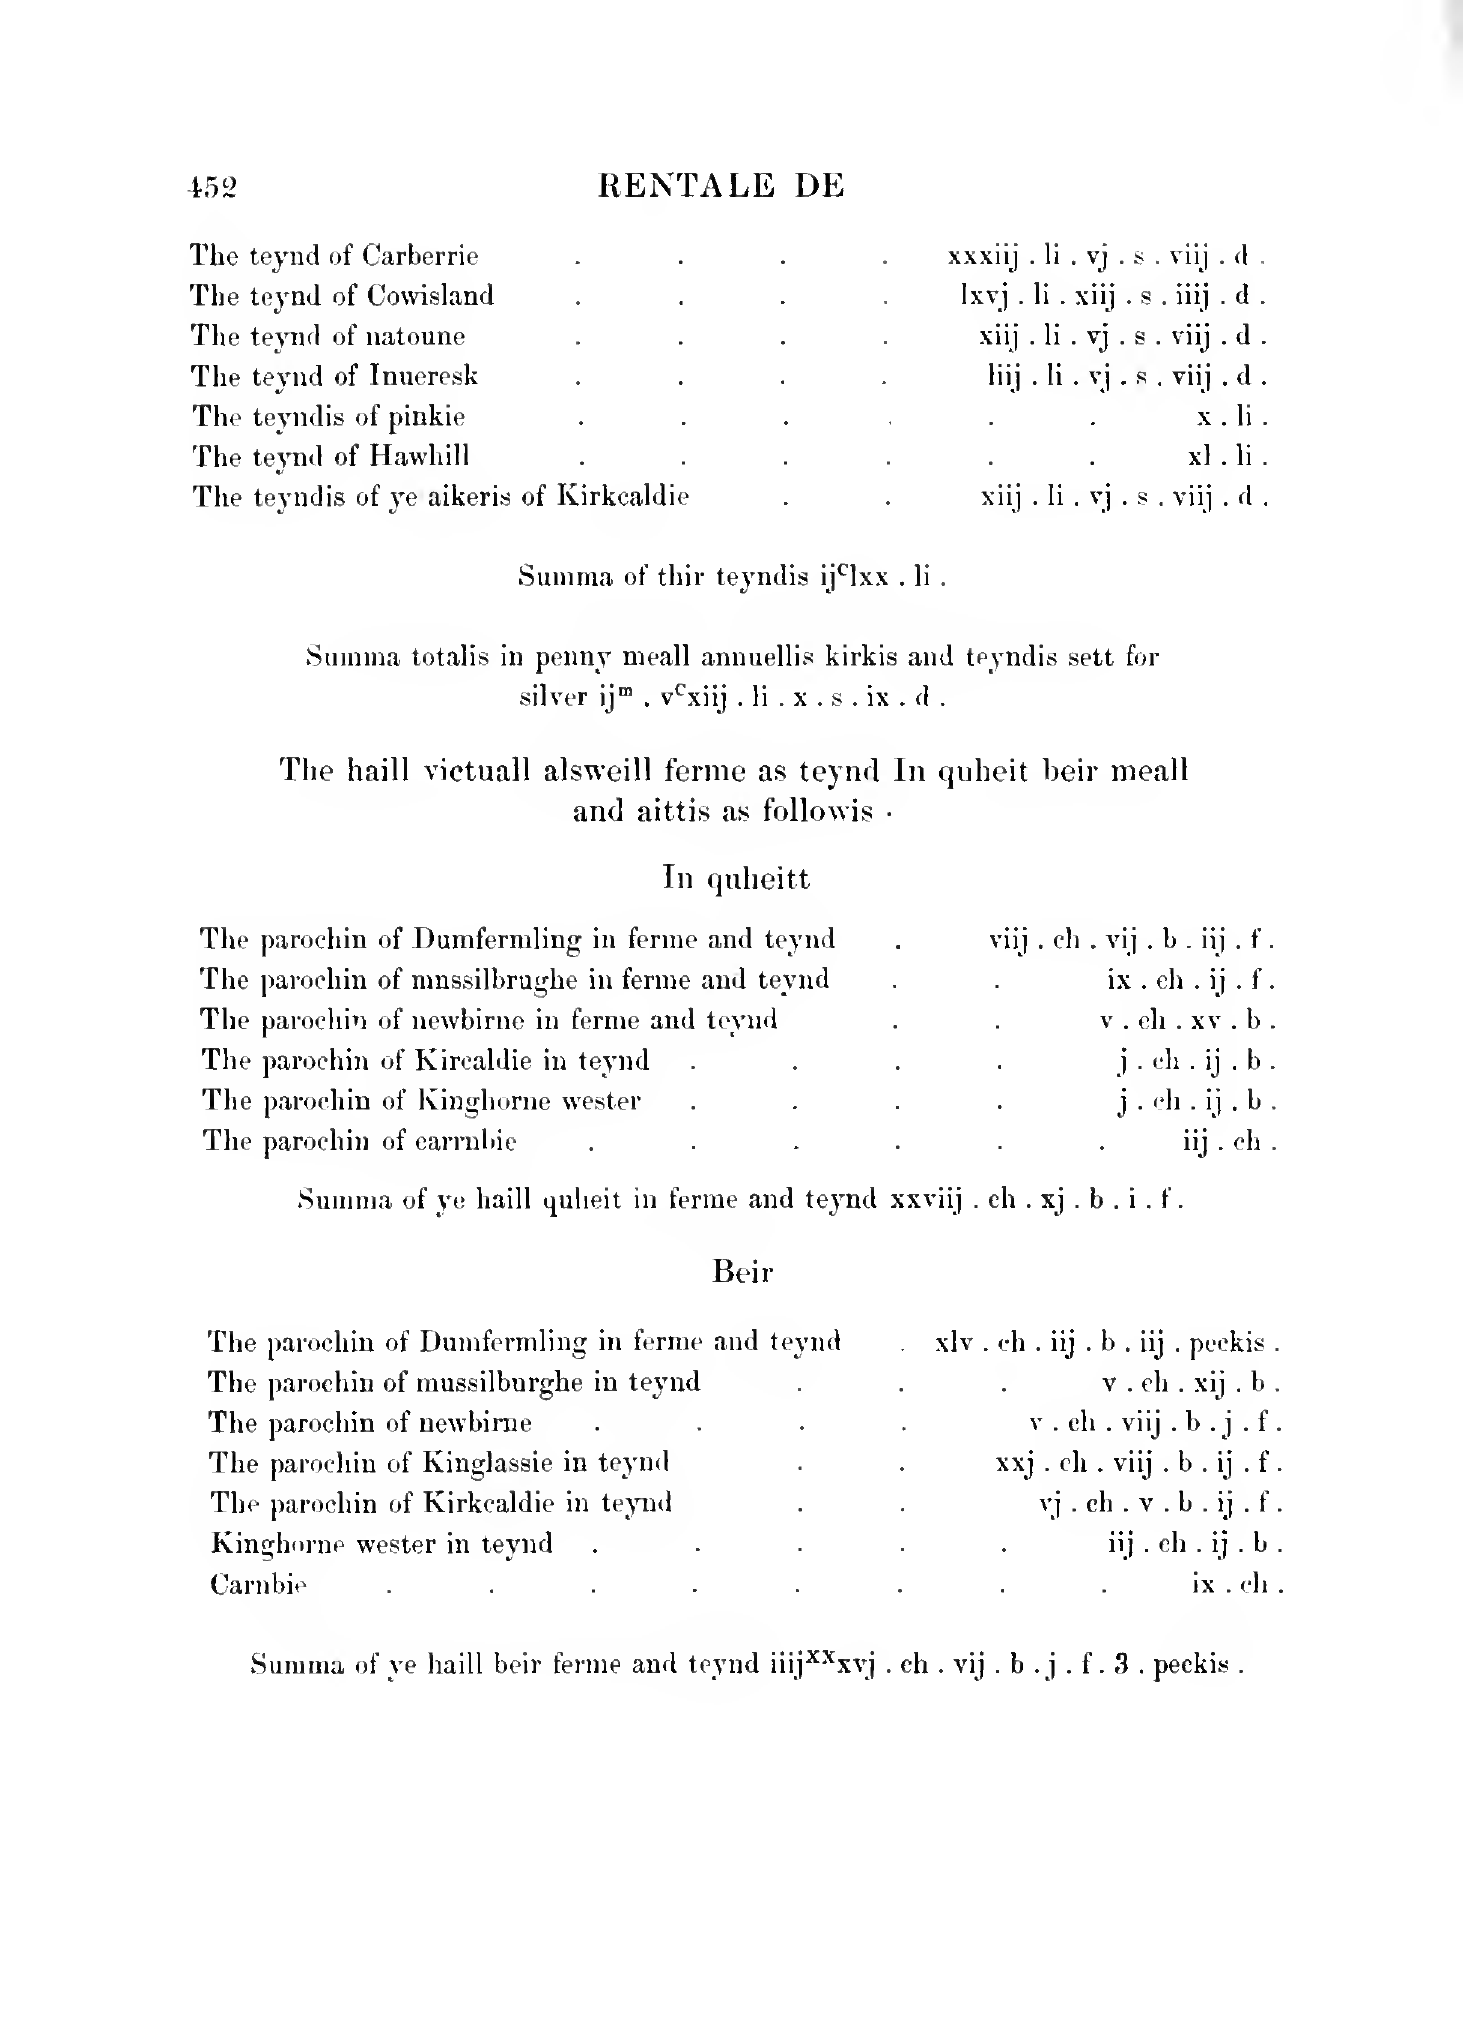 452 RENTALE DE
The teynd of Carberrie . . . . xxxiij . li . vj . s . viij . d .
The teynd of Cowisland . . . . lxvj . li . xiij . s . iiij . d .
The teynd of natoune . . . . xiij . li . vj . s . viij . d .
The teynd of Inueresk . . . . liij . li . vj . s . viij . d .
The teyndis of pinkie . . . . . . x . li .
The teynd of Hawhill . . . . . . xl . li .
The teyndis of ye aikeris of Kirkcaldie . . xiij . li . vj . s . viij . d .
Summa of thir teyndis ijᶜlxx . li .
Summa totalis in penny meall annuellis kirkis and teyndis sett for
silver ijᵐ . vᶜxiij . li . x . s . ix . d .
The haill victuall alsweill ferme as teynd In quheit beir meall
and aittis as followis ·
In quheitt
The parochin of Dumfermling in ferme and teynd . viij . ch . vij . b . iij . f .
The parochin of mussilbrughe in ferme and teynd . . ix . ch . ij . f .
The parochin of newbirne in ferme and teynd . . v . ch . xv . b .
The parochin of Kircaldie in teynd . . . . j . ch . ij . b .
The parochin of Kinghorne wester . . . . j . ch . ij . b .
The parochin of carrnbie . . . . . . iij . ch .
Summa of ye haill quheit in ferme and teynd xxviij . ch . xj . b . i . f .
Beir
The parochin of Dumfermling in ferme and teynd . xlv . ch . iij . b . iij . peckis .
The parochin of mussilburghe in teynd . . . v . ch . xij . b .
The parochin of newbirne . . . . v . ch . viij . b . j . f .
The parochin of Kinglassie in teynd . . xxj . ch . viij . b . ij . f .
The parochin of Kirkcaldie in teynd . . vj . ch . v . b . ij . f .
Kinghorne wester in teynd . . . . . iij . ch . ij . b .
Carnbie . . . . . . . . ix . ch .
Summa of ye haill beir ferme and teynd iiijˣˣxvj . ch . vij . b . j . f . 3 . peckis .